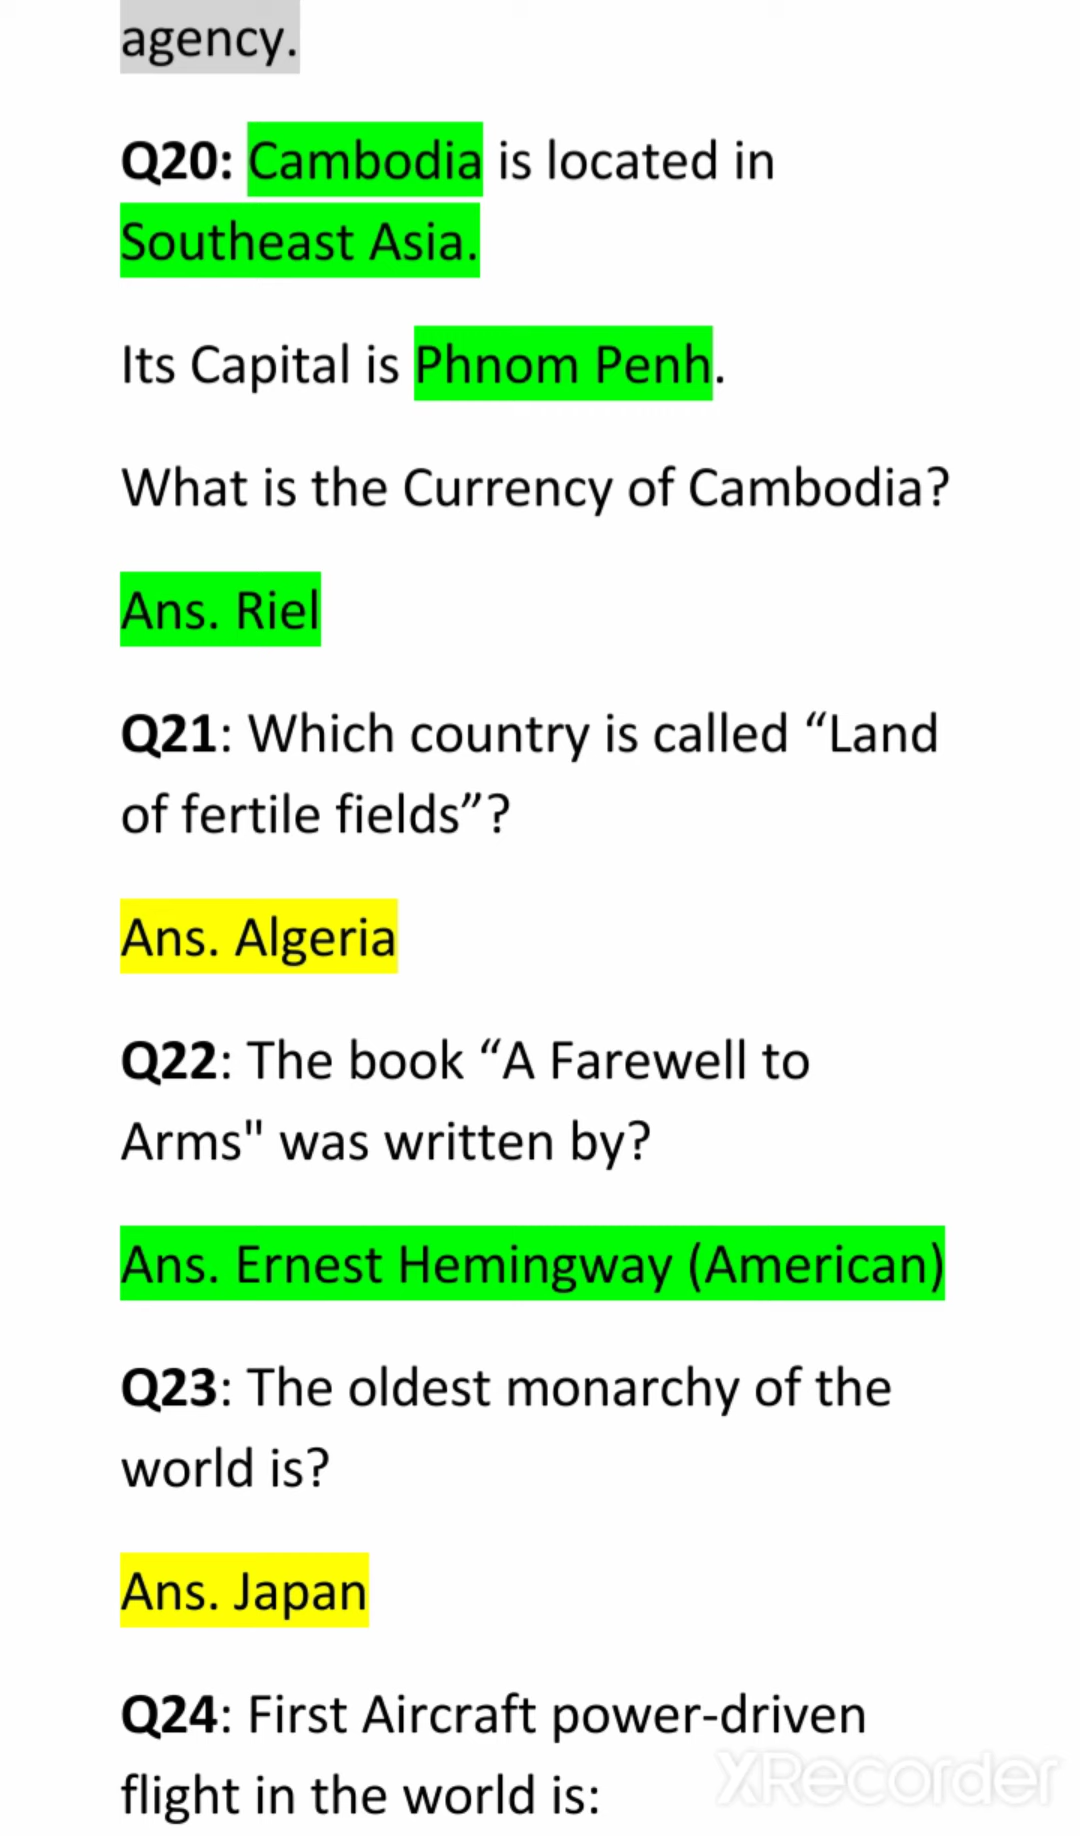 agency.
Q20: Cambodia is located in
Southeast Asia.
Its Capital is Phnom Penh.
What is the Currency of Cambodia?
Ans. Riel
Q21: Which country is called “Land
of fertile fields”?
Ans. Algeria
Q22: The book “A Farewell to
Arms" was written by?
Ans. Ernest Hemingway (American)
Q23: The oldest monarchy of the
world is?
Ans. Japan
Q24: First Aircraft power-driven
flight in the world is:
XRecorder